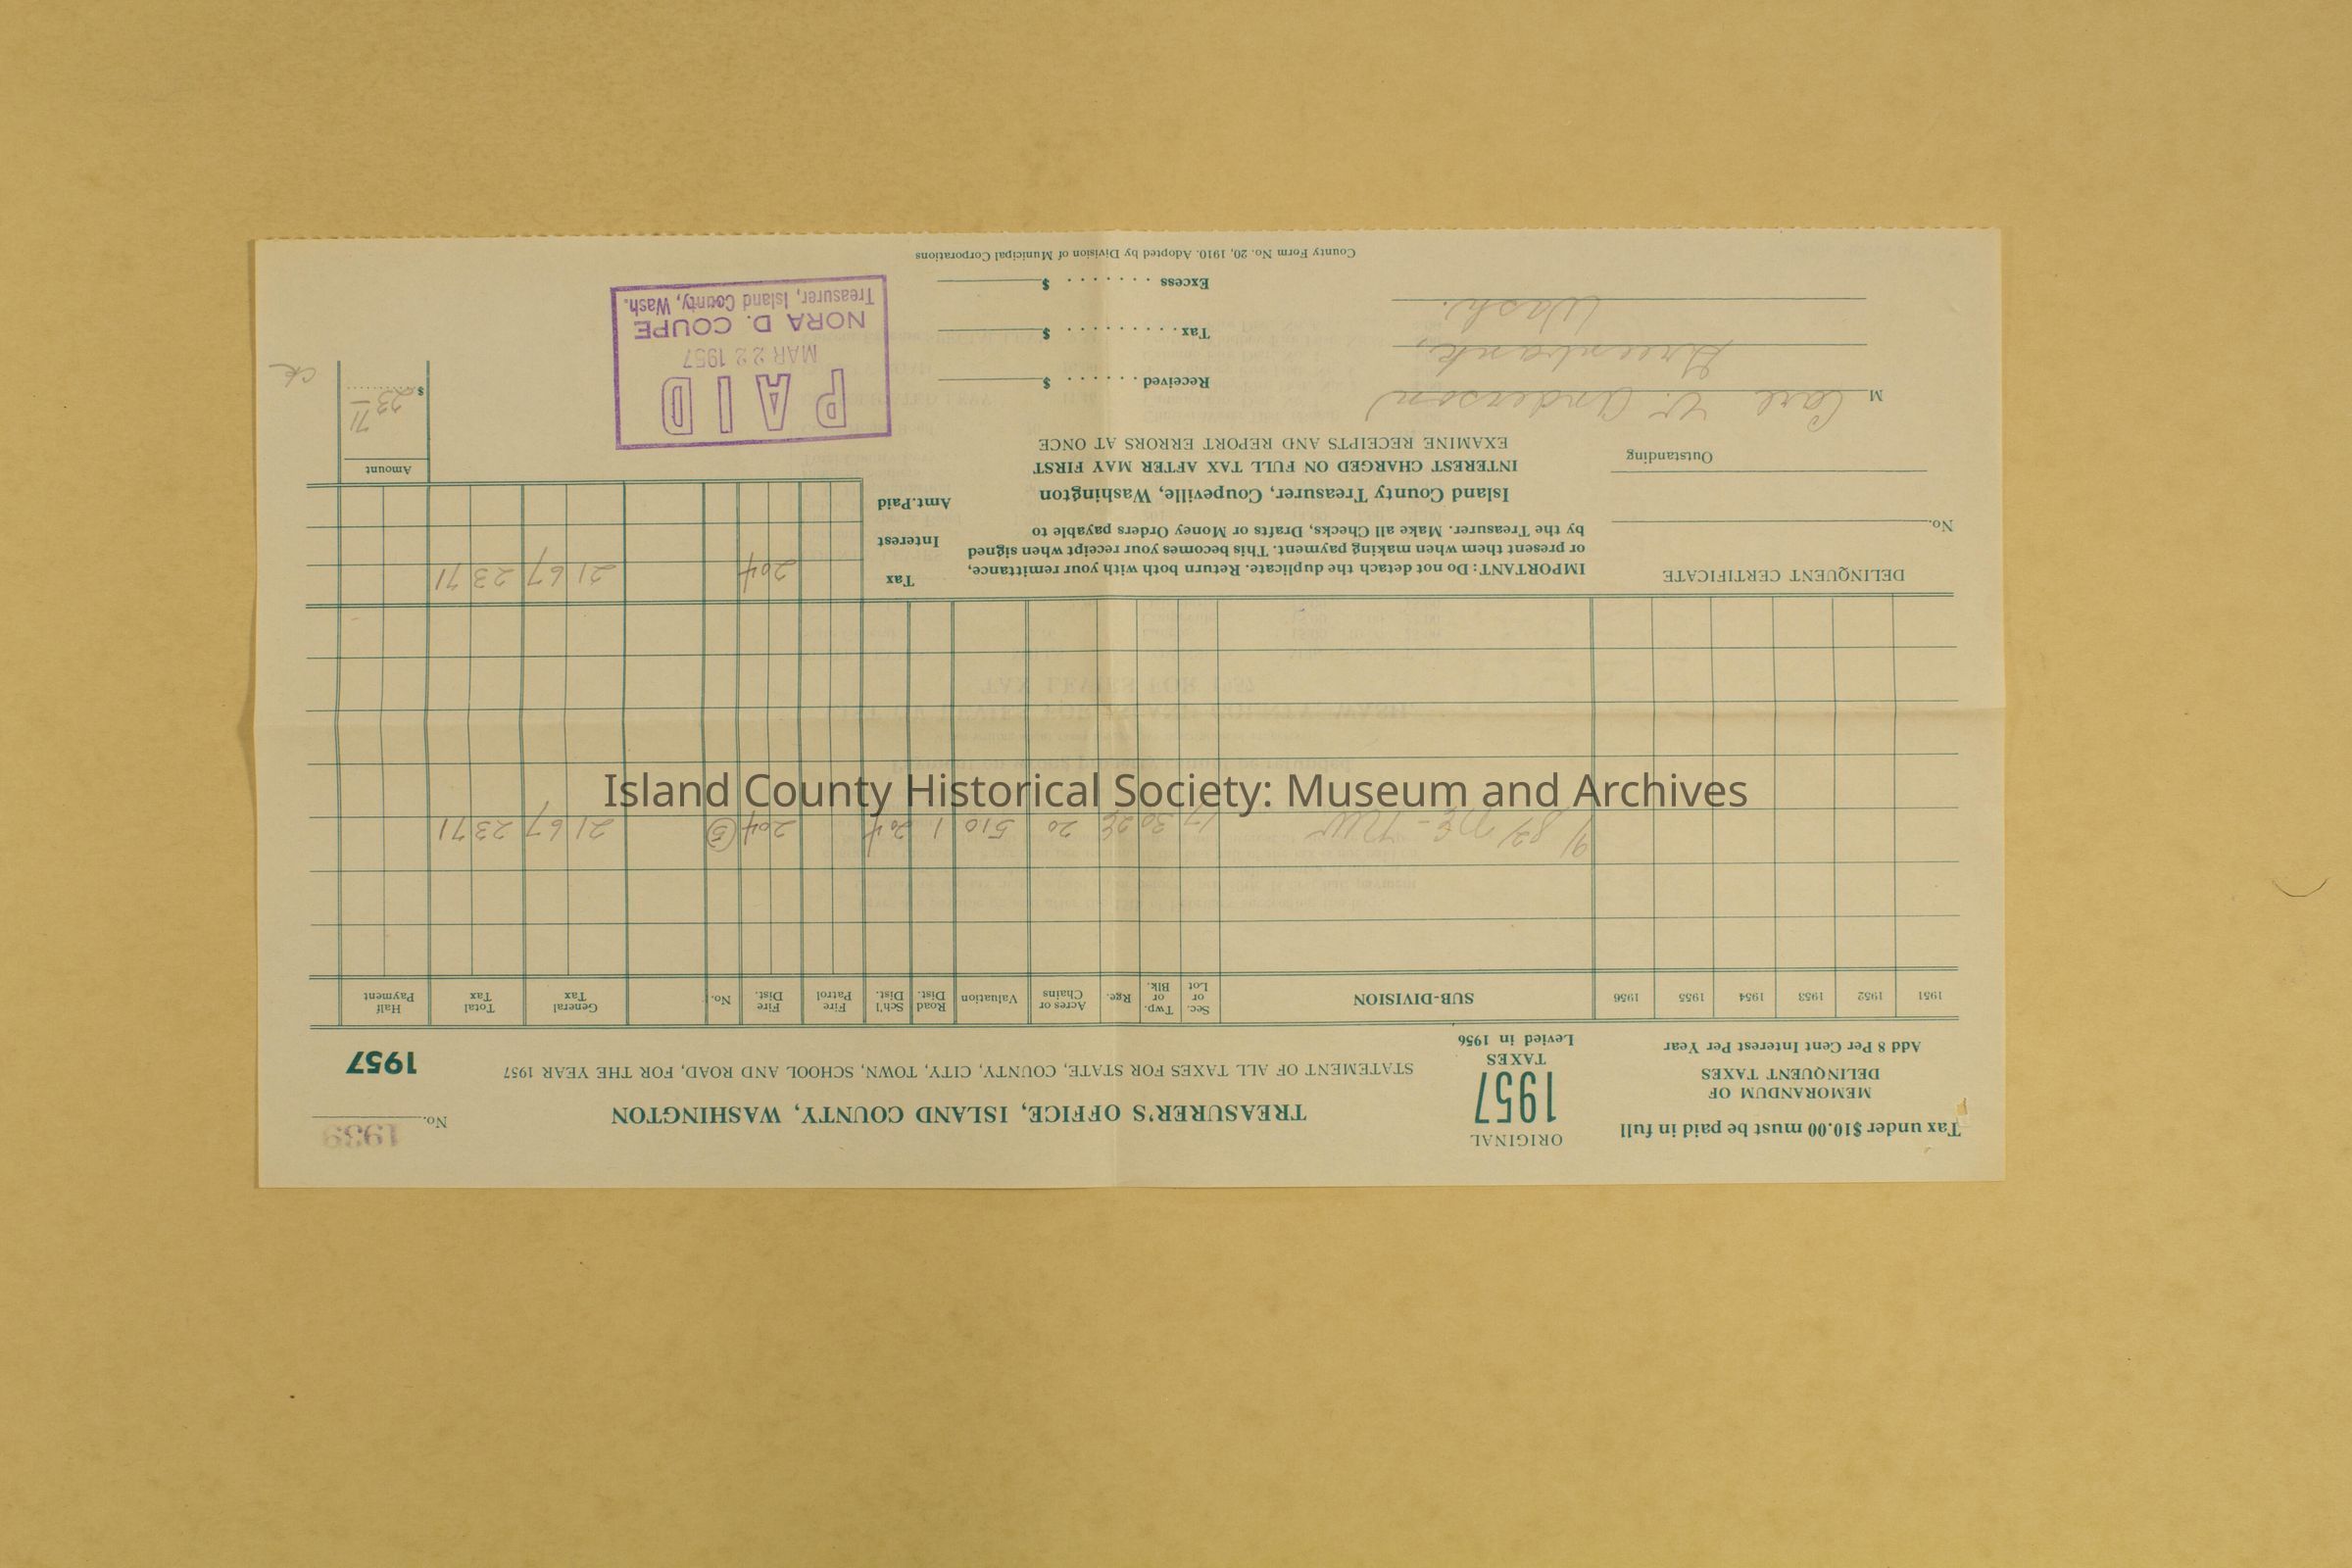 Tax under $10.00 must be paid in full
MEMORANDUM OF
DELINQUENT TAXES
Add 8 Per Cent Interest Per Year
ORIGINAL
1957
TAXES
Levied in 1956
TREASURER'S OFFICE, ISLAND COUNTY, WASHINGTON
STATEMENT OF ALL TAXES FOR STATE, COUNTY, CITY, TOWN, SCHOOL AND ROAD, FOR THE YEAR 1957
No. 1939
1957
1951 1952 1953 1954 1955 1956 SUB-DIVISION Sec. or Lot Twp. or Blk. Rge. Acres or Chains Valuation Road Dist. Sch'l Dist. Fire Patrol Fire Dist. No. General Tax Total Tax Half Payment
NE - NW 17 30 2E 20 510 1 204 204 3 21 67 23 71
Island County Historical Society: Museum and Archives
DELINQUENT CERTIFICATE
No.
Outstanding
M Carl V. Anderson
Greenbank,
Wash.
IMPORTANT: Do not detach the duplicate. Return both with your remittance,
or present them when making payment. This becomes your receipt when signed
by the Treasurer. Make all Checks, Drafts or Money Orders payable to
Island County Treasurer, Coupeville, Washington
INTEREST CHARGED ON FULL TAX AFTER MAY FIRST
EXAMINE RECEIPTS AND REPORT ERRORS AT ONCE
Received . . . . . . $
Tax . . . . . . . . . $
Excess . . . . . . . $
County Form No. 20, 1910. Adopted by Division of Municipal Corporations
Tax 204 21 67 23 71
Interest
Amt. Paid
Amount
$ 23 71
ck
PAID
MAR 22 1957
NORA D. COUPE
Treasurer, Island County, Wash.